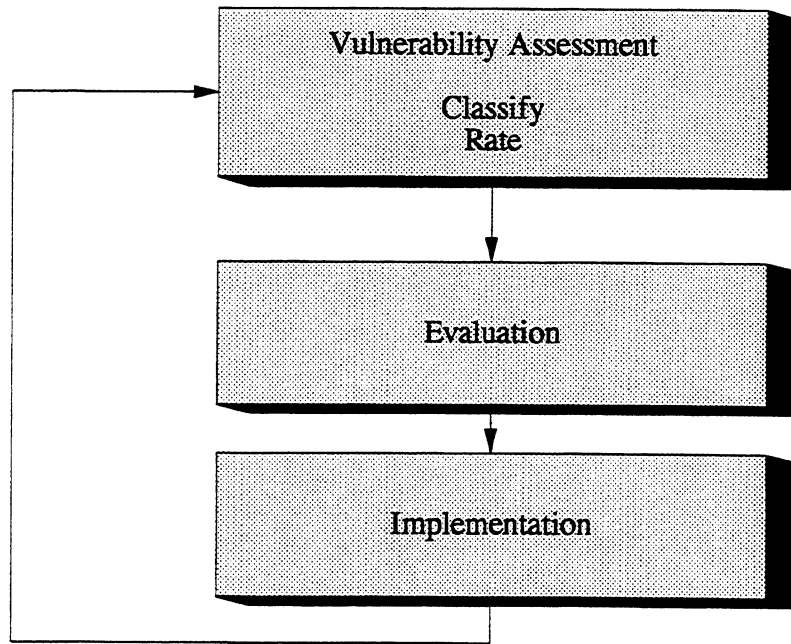 Vulnerability Assessment
Classify
Rate
Evaluation
Implementation